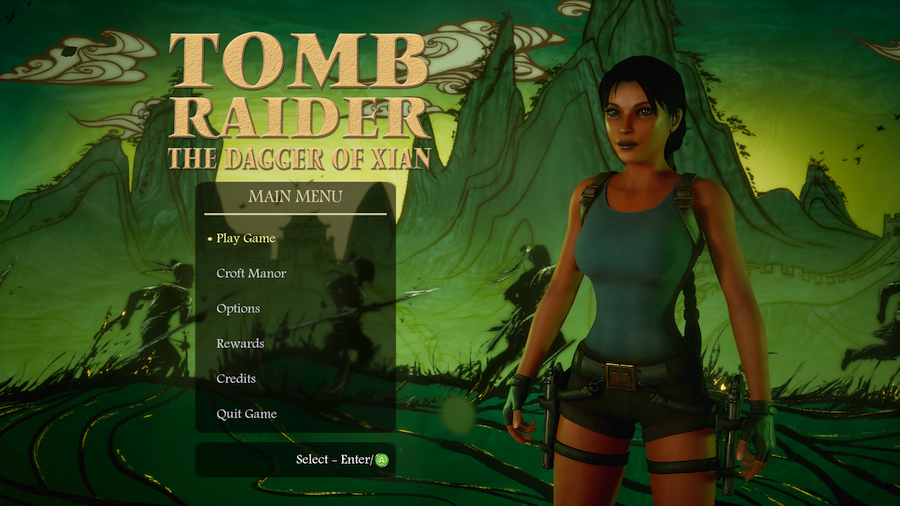 TOMB
RAIDER
THE DAGGER OF XIAN
MAIN MENU
• Play Game
Croft Manor
Options
Rewards
Credits
Quit Game
Select – Enter/A